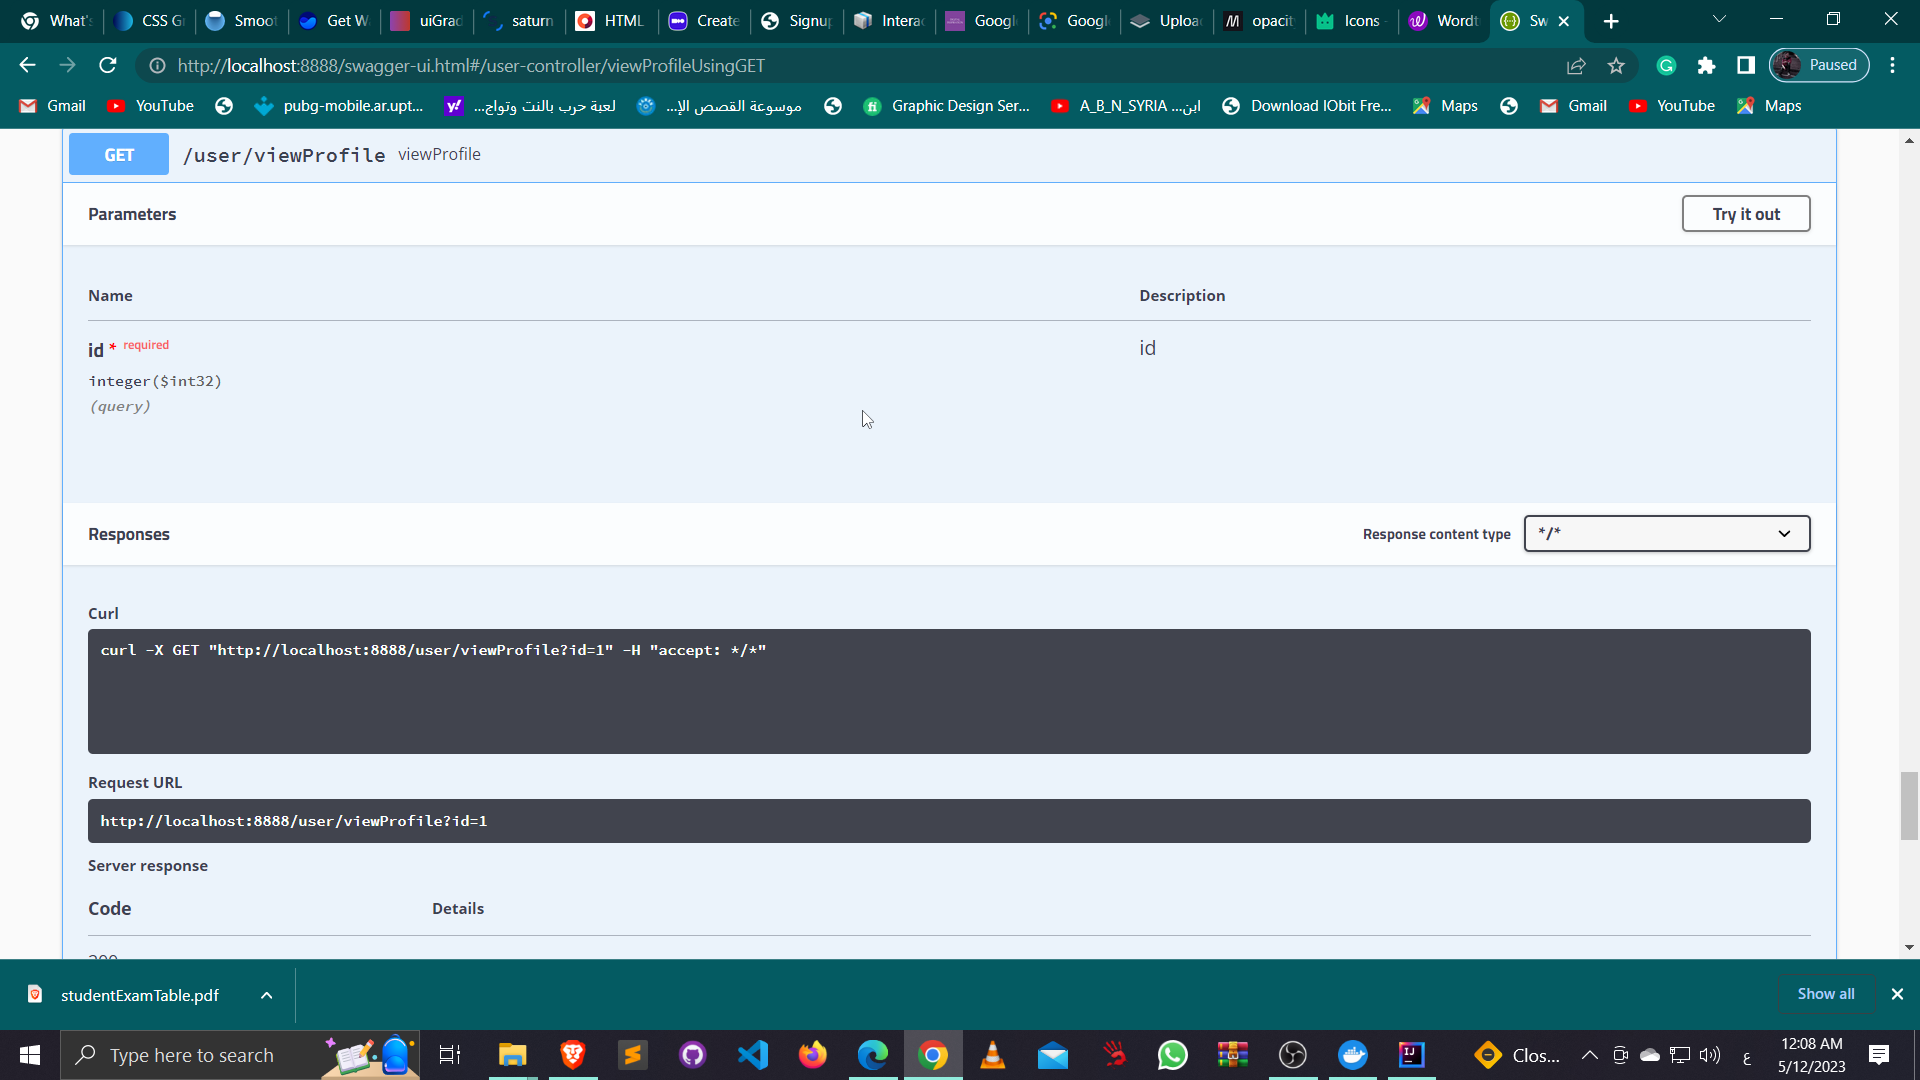 What's
CSS Gr
Smoot
Get Wa
uiGrad
saturn
HTML
Create
Signup
Interac
Google
Google
Upload
opacit
Icons -
Wordt
Sw
http://localhost:8888/swagger-ui.html#/user-controller/viewProfileUsingGET
Paused
Gmail
YouTube
pubg-mobile.ar.upt...
لعبة حرب بالنت وتواج...
موسوعة القصص الإ...
Graphic Design Ser...
A_B_N_SYRIA ...ابن
Download IObit Fre...
Maps
Gmail
YouTube
Maps
GET /user/viewProfile viewProfile
Parameters
Try it out
Name
Description
id * required
id
integer($int32)
(query)
Responses
Response content type
*/*
Curl
curl -X GET "http://localhost:8888/user/viewProfile?id=1" -H "accept: */*"
Request URL
http://localhost:8888/user/viewProfile?id=1
Server response
Code
Details
200
studentExamTable.pdf
Show all
Type here to search
Clos...
ع
12:08 AM
5/12/2023